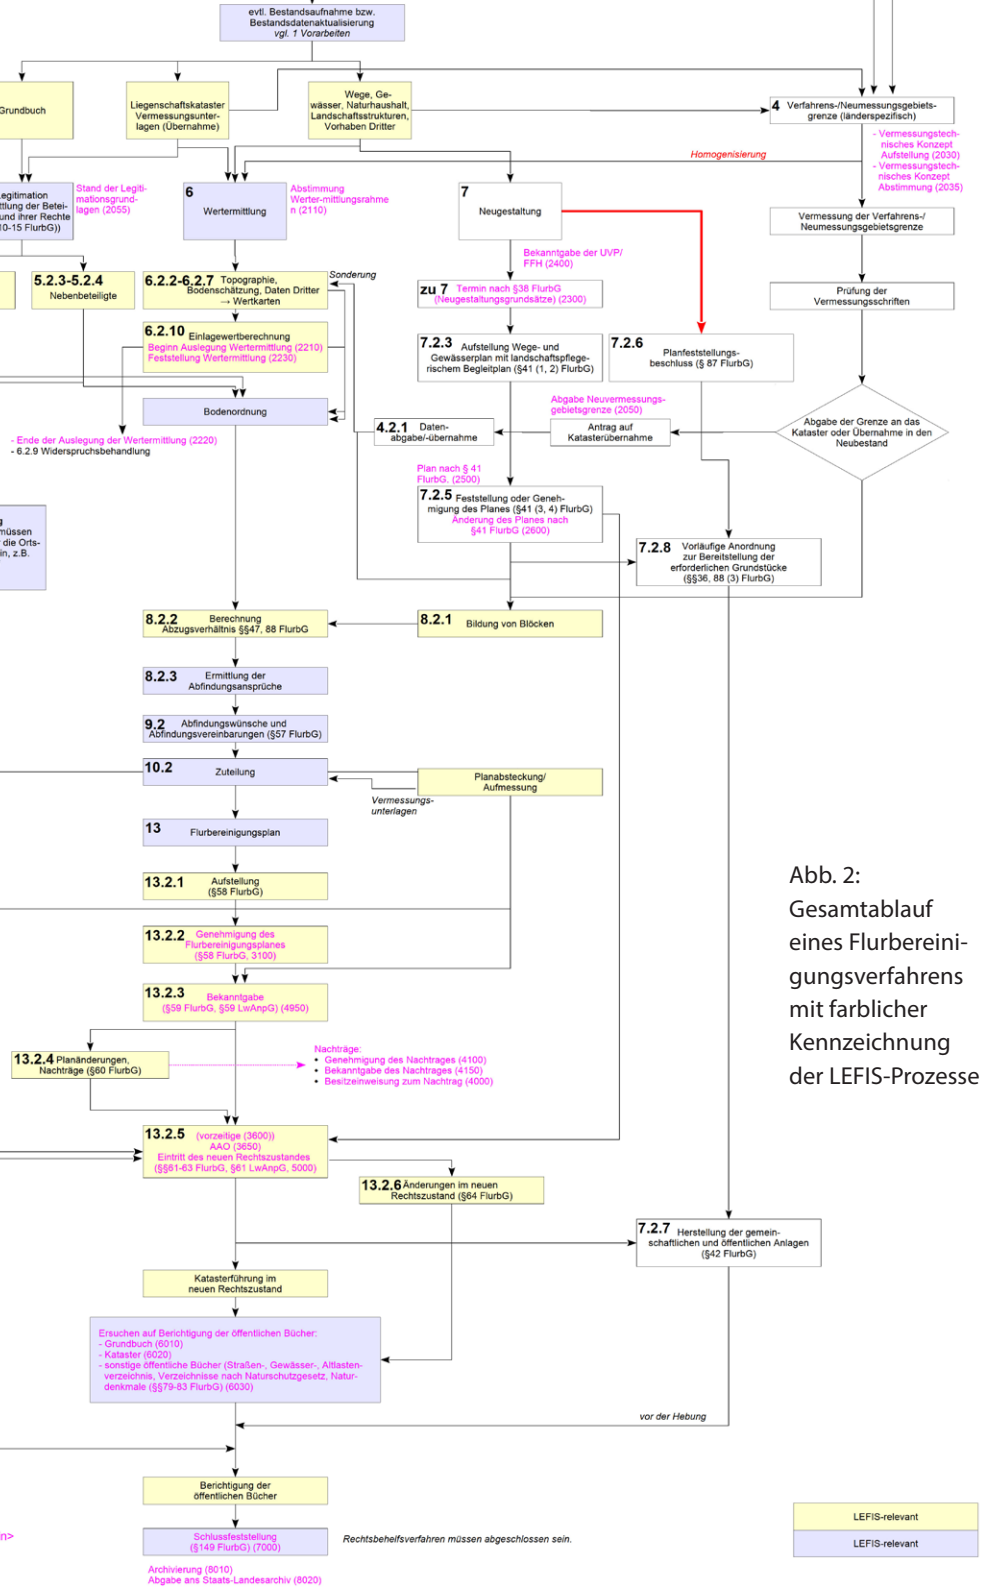 evtl. Bestandsaufnahme bzw.
Bestandsdatenaktualisierung
vgl. 1 Vorarbeiten
Grundbuch
Liegenschaftskataster
Vermessungsunter-
lagen (Übernahme)
Wege, Ge-
wässer, Naturhaushalt,
Landschaftsstrukturen,
Vorhaben Dritter
4 Verfahrens-/Neumessungsgebiets-
grenze (länderspezifisch)
- Vermessungstech-
nisches Konzept
Aufstellung (2030)
- Vermessungstech-
nisches Konzept
Abstimmung (2035)
Homogenisierung
Legitimation
ttlung der Betei-
und ihrer Rechte
10-15 FlurbG))
Stand der Legiti-
mationsgrund-
lagen (2055)
6
Wertermittlung
Abstimmung
Werter-mittlungsrahme
n (2110)
7
Neugestaltung
Vermessung der Verfahrens-/
Neumessungsgebietsgrenze
Bekanntgabe der UVP/
FFH (2400)
5.2.3-5.2.4
Nebenbeteiligte
6.2.2-6.2.7 Topographie,
Bodenschätzung, Daten Dritter
→ Wertkarten
Sonderung
zu 7 Termin nach §38 FlurbG
(Neugestaltungsgrundsätze) (2300)
Prüfung der
Vermessungsschriften
6.2.10 Einlagewertberechnung
Beginn Auslegung Wertermittlung (2210)
Feststellung Wertermittlung (2230)
7.2.3 Aufstellung Wege- und
Gewässerplan mit landschaftspflege-
rischem Begleitplan (§41 (1, 2) FlurbG)
7.2.6
Planfeststellungs-
beschluss (§ 87 FlurbG)
Bodenordnung
Abgabe Neuvermessungs-
gebietsgrenze (2050)
Abgabe der Grenze an das
Kataster oder Übernahme in den
Neubestand
4.2.1 Daten-
abgabe/-übernahme
Antrag auf
Katasterübernahme
- Ende der Auslegung der Wertermittlung (2220)
- 6.2.9 Widerspruchsbehandlung
Plan nach § 41
FlurbG. (2500)
7.2.5 Feststellung oder Geneh-
migung des Planes (§41 (3, 4) FlurbG)
Änderung des Planes nach
§41 FlurbG (2600)
g
müssen
r die Orts-
in, z.B.
7.2.8 Vorläufige Anordnung
zur Bereitstellung der
erforderlichen Grundstücke
(§§36, 88 (3) FlurbG)
8.2.2 Berechnung
Abzugsverhältnis §§47, 88 FlurbG
8.2.1 Bildung von Blöcken
8.2.3 Ermittlung der
Abfindungsansprüche
9.2 Abfindungswünsche und
Abfindungsvereinbarungen (§57 FlurbG)
10.2 Zuteilung
Planabsteckung/
Aufmessung
Vermessungs-
unterlagen
13 Flurbereinigungsplan
13.2.1 Aufstellung
(§58 FlurbG)
13.2.2 Genehmigung des
Flurbereinigungsplanes
(§58 FlurbG, 3100)
13.2.3 Bekanntgabe
(§59 FlurbG, §59 LwAnpG) (4950)
13.2.4 Planänderungen,
Nachträge (§60 FlurbG)
Nachträge:
• Genehmigung des Nachtrages (4100)
• Bekanntgabe des Nachtrages (4150)
• Besitzeinweisung zum Nachtrag (4000)
13.2.5 (vorzeitige (3600))
AAO (3650)
Eintritt des neuen Rechtszustandes
(§§61-63 FlurbG, §61 LwAnpG, 5000)
13.2.6 Änderungen im neuen
Rechtszustand (§64 FlurbG)
7.2.7 Herstellung der gemein-
schaftlichen und öffentlichen Anlagen
(§42 FlurbG)
Katasterführung im
neuen Rechtszustand
Ersuchen auf Berichtigung der öffentlichen Bücher:
- Grundbuch (6010)
- Kataster (6020)
- sonstige öffentliche Bücher (Straßen-, Gewässer-, Altlasten-
verzeichnis, Verzeichnisse nach Naturschutzgesetz, Natur-
denkmale (§§79-83 FlurbG) (6030)
vor der Hebung
Berichtigung der
öffentlichen Bücher
in>
Schlussfeststellung
(§149 FlurbG) (7000)
Rechtsbehelfsverfahren müssen abgeschlossen sein.
Archivierung (8010)
Abgabe ans Staats-Landesarchiv (8020)
LEFIS-relevant
LEFIS-relevant
Abb. 2:
Gesamtablauf
eines Flurbereini-
gungsverfahrens
mit farblicher
Kennzeichnung
der LEFIS-Prozesse